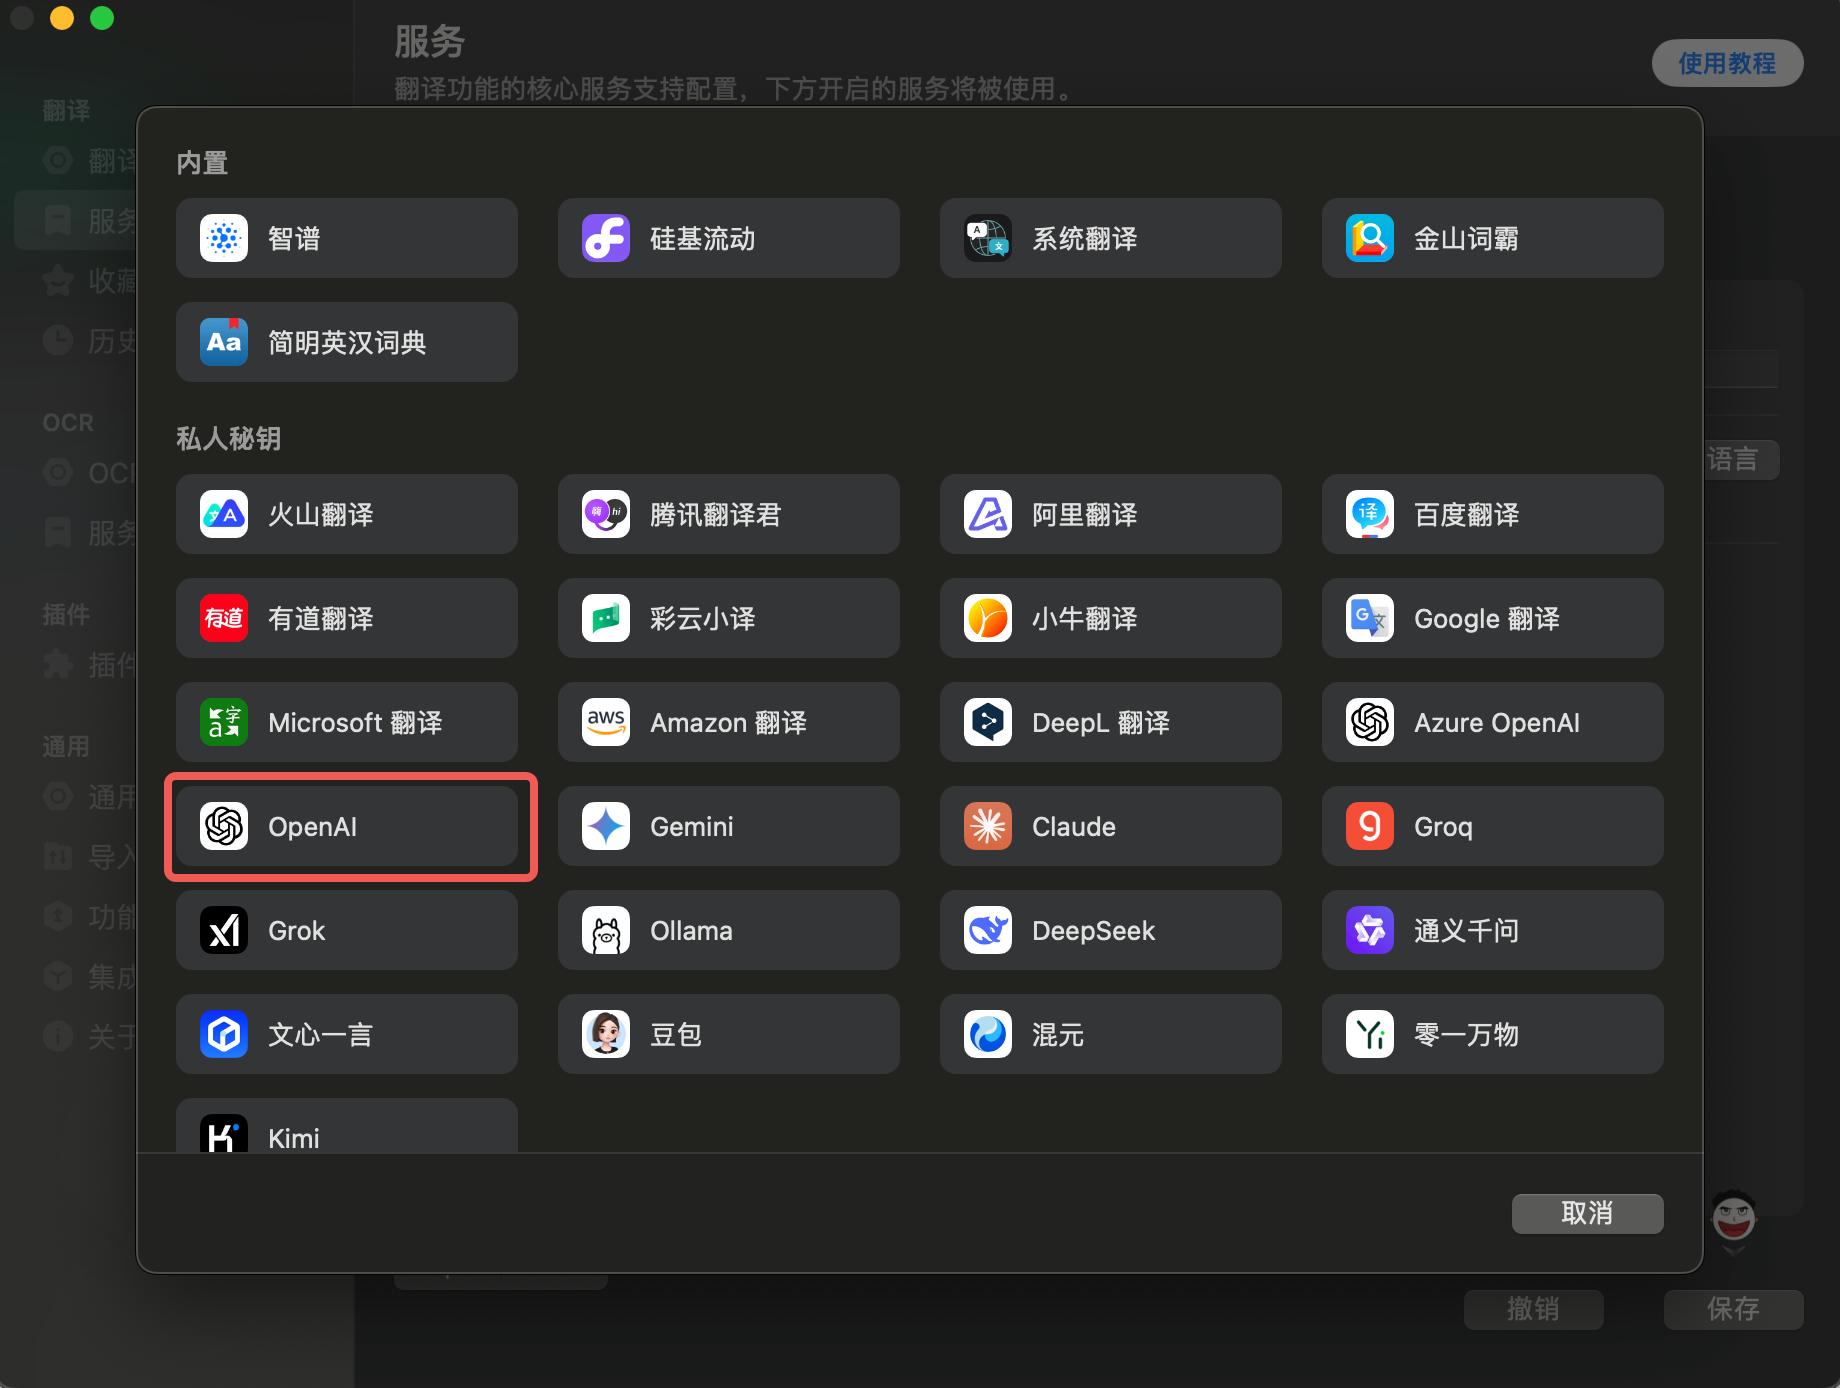 服务
翻译功能的核心服务支持配置，下方开启的服务将被使用。
使用教程
翻译
翻译
服务
收藏
历史
OCR
OCR
服务
插件
插件
通用
通用
导入
功能
集成
关于
内置
智谱
硅基流动
系统翻译
金山词霸
简明英汉词典
私人秘钥
火山翻译
腾讯翻译君
阿里翻译
百度翻译
有道翻译
彩云小译
小牛翻译
Google 翻译
Microsoft 翻译
Amazon 翻译
DeepL 翻译
Azure OpenAI
OpenAI
Gemini
Claude
Groq
Grok
Ollama
DeepSeek
通义千问
文心一言
豆包
混元
零一万物
Kimi
语言
取消
撤销
保存